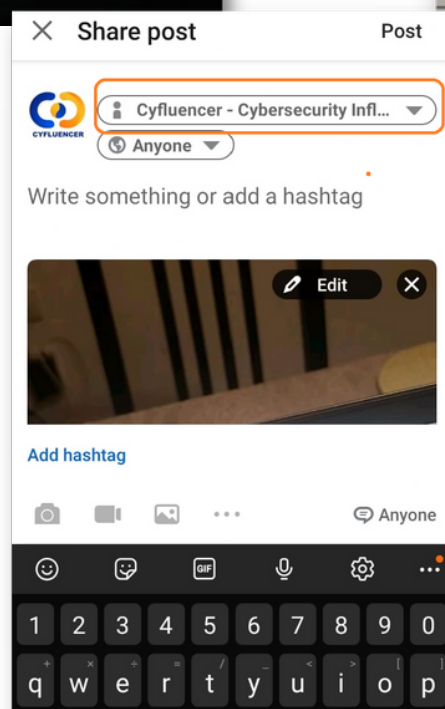 Share post
Post
CYFLUENCER
Cyfluencer - Cybersecurity Infl...
Anyone
Write something or add a hashtag
Edit
Add hashtag
Anyone
GIF
1 2 3 4 5 6 7 8 9 0
+ × ÷ = / _ < > [ ]
q w e r t y u i o p